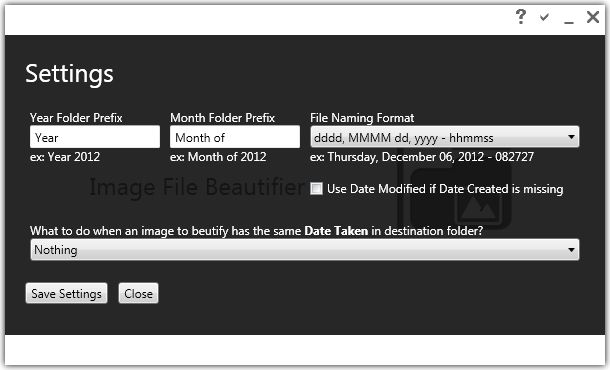 Settings
Year Folder Prefix Month Folder Prefix File Naming Format
Year Month of dddd, MMMM dd, yyyy - hhmmss
ex: Year 2012 ex: Month of 2012 ex: Thursday, December 06, 2012 - 082727
Image File Beautifier
Use Date Modified if Date Created is missing
What to do when an image to beutify has the same Date Taken in destination folder?
Nothing
Save Settings Close